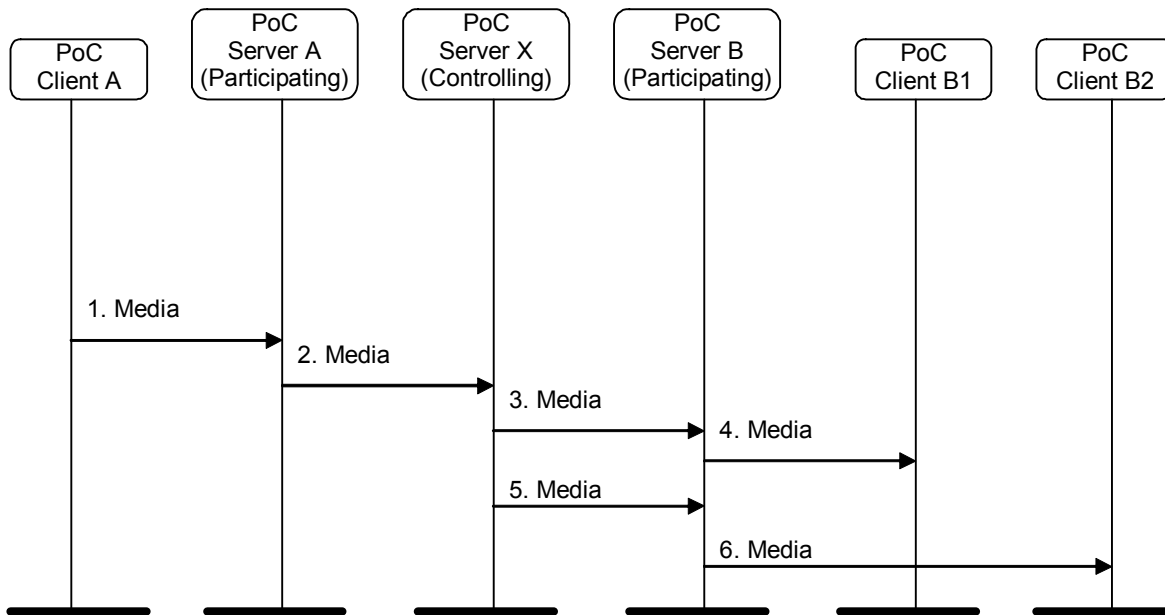 PoC
Client A
PoC
Server A
(Participating)
PoC
Server X
(Controlling)
PoC
Server B
(Participating)
PoC
Client B1
PoC
Client B2
1. Media
2. Media
3. Media
4. Media
5. Media
6. Media